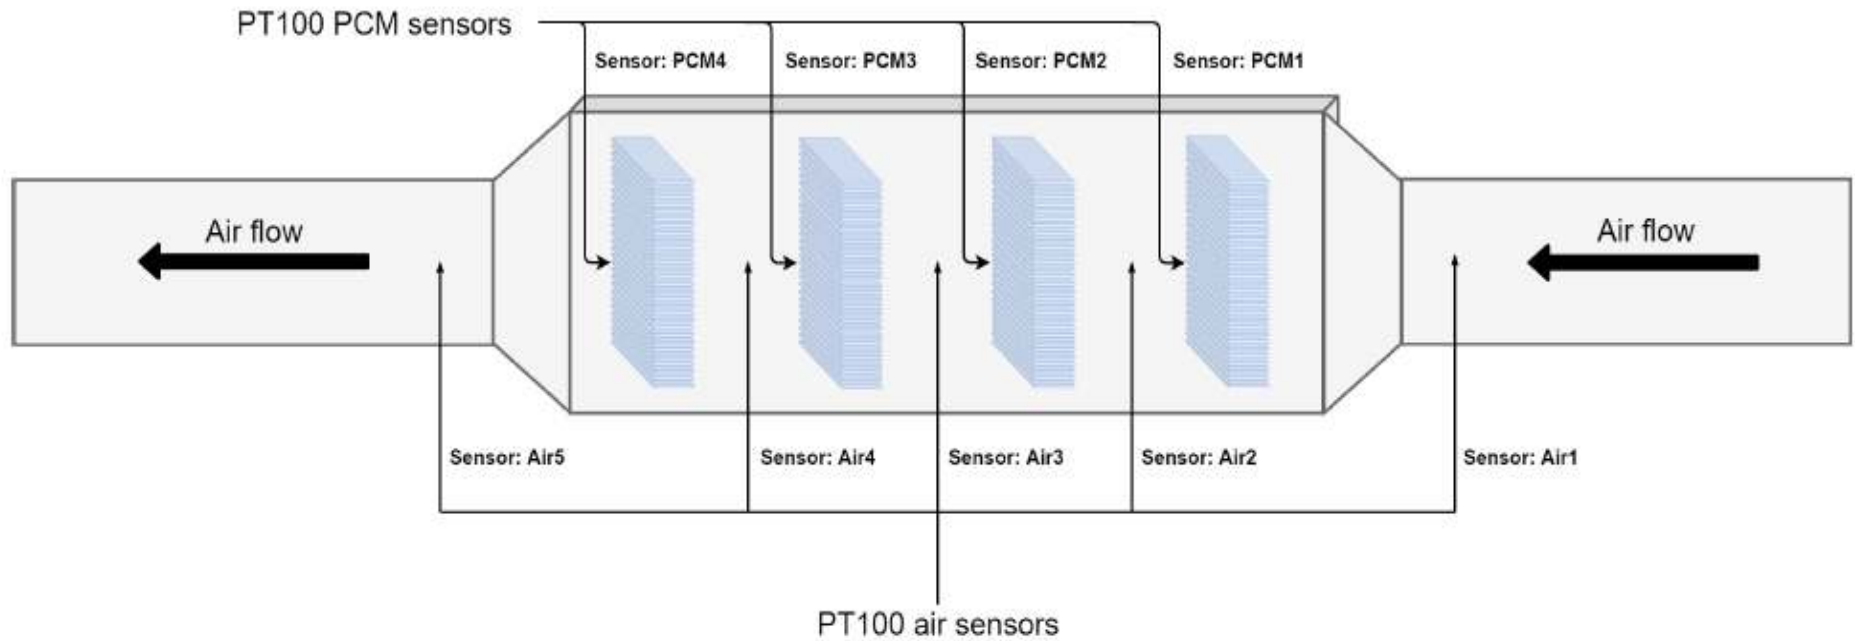 PT100 PCM sensors
Sensor: PCM4
Sensor: PCM3
Sensor: PCM2
Sensor: PCM1
Air flow
Air flow
Sensor: Air5
Sensor: Air4
Sensor: Air3
Sensor: Air2
Sensor: Air1
PT100 air sensors